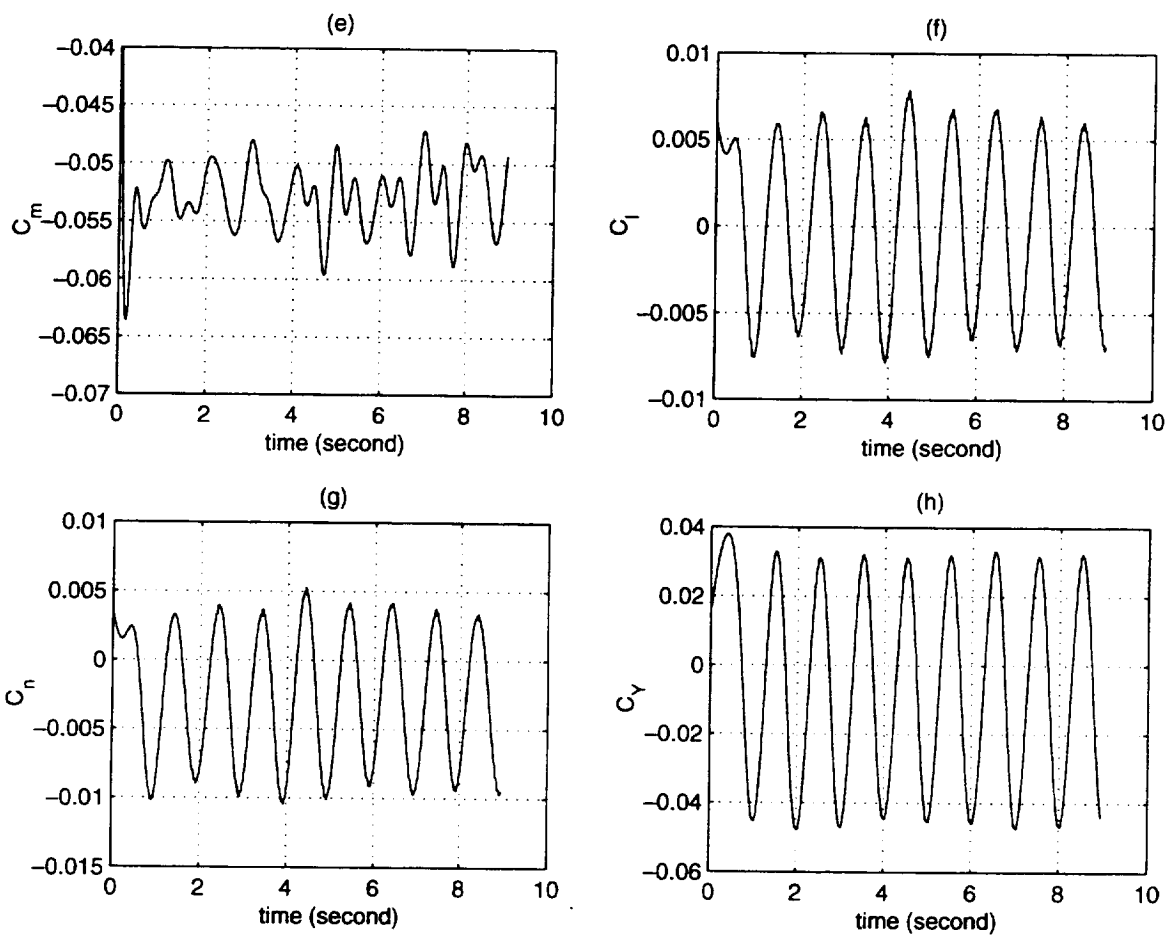 (e)
−0.04
−0.045
−0.05
−0.055
−0.06
−0.065
−0.07
C_m
0 2 4 6 8 10
time (second)
(f)
0.01
0.005
0
−0.005
−0.01
C_l
0 2 4 6 8 10
time (second)
(g)
0.01
0.005
0
−0.005
−0.01
−0.015
C_n
0 2 4 6 8 10
time (second)
(h)
0.04
0.02
0
−0.02
−0.04
−0.06
C_Y
0 2 4 6 8 10
time (second)